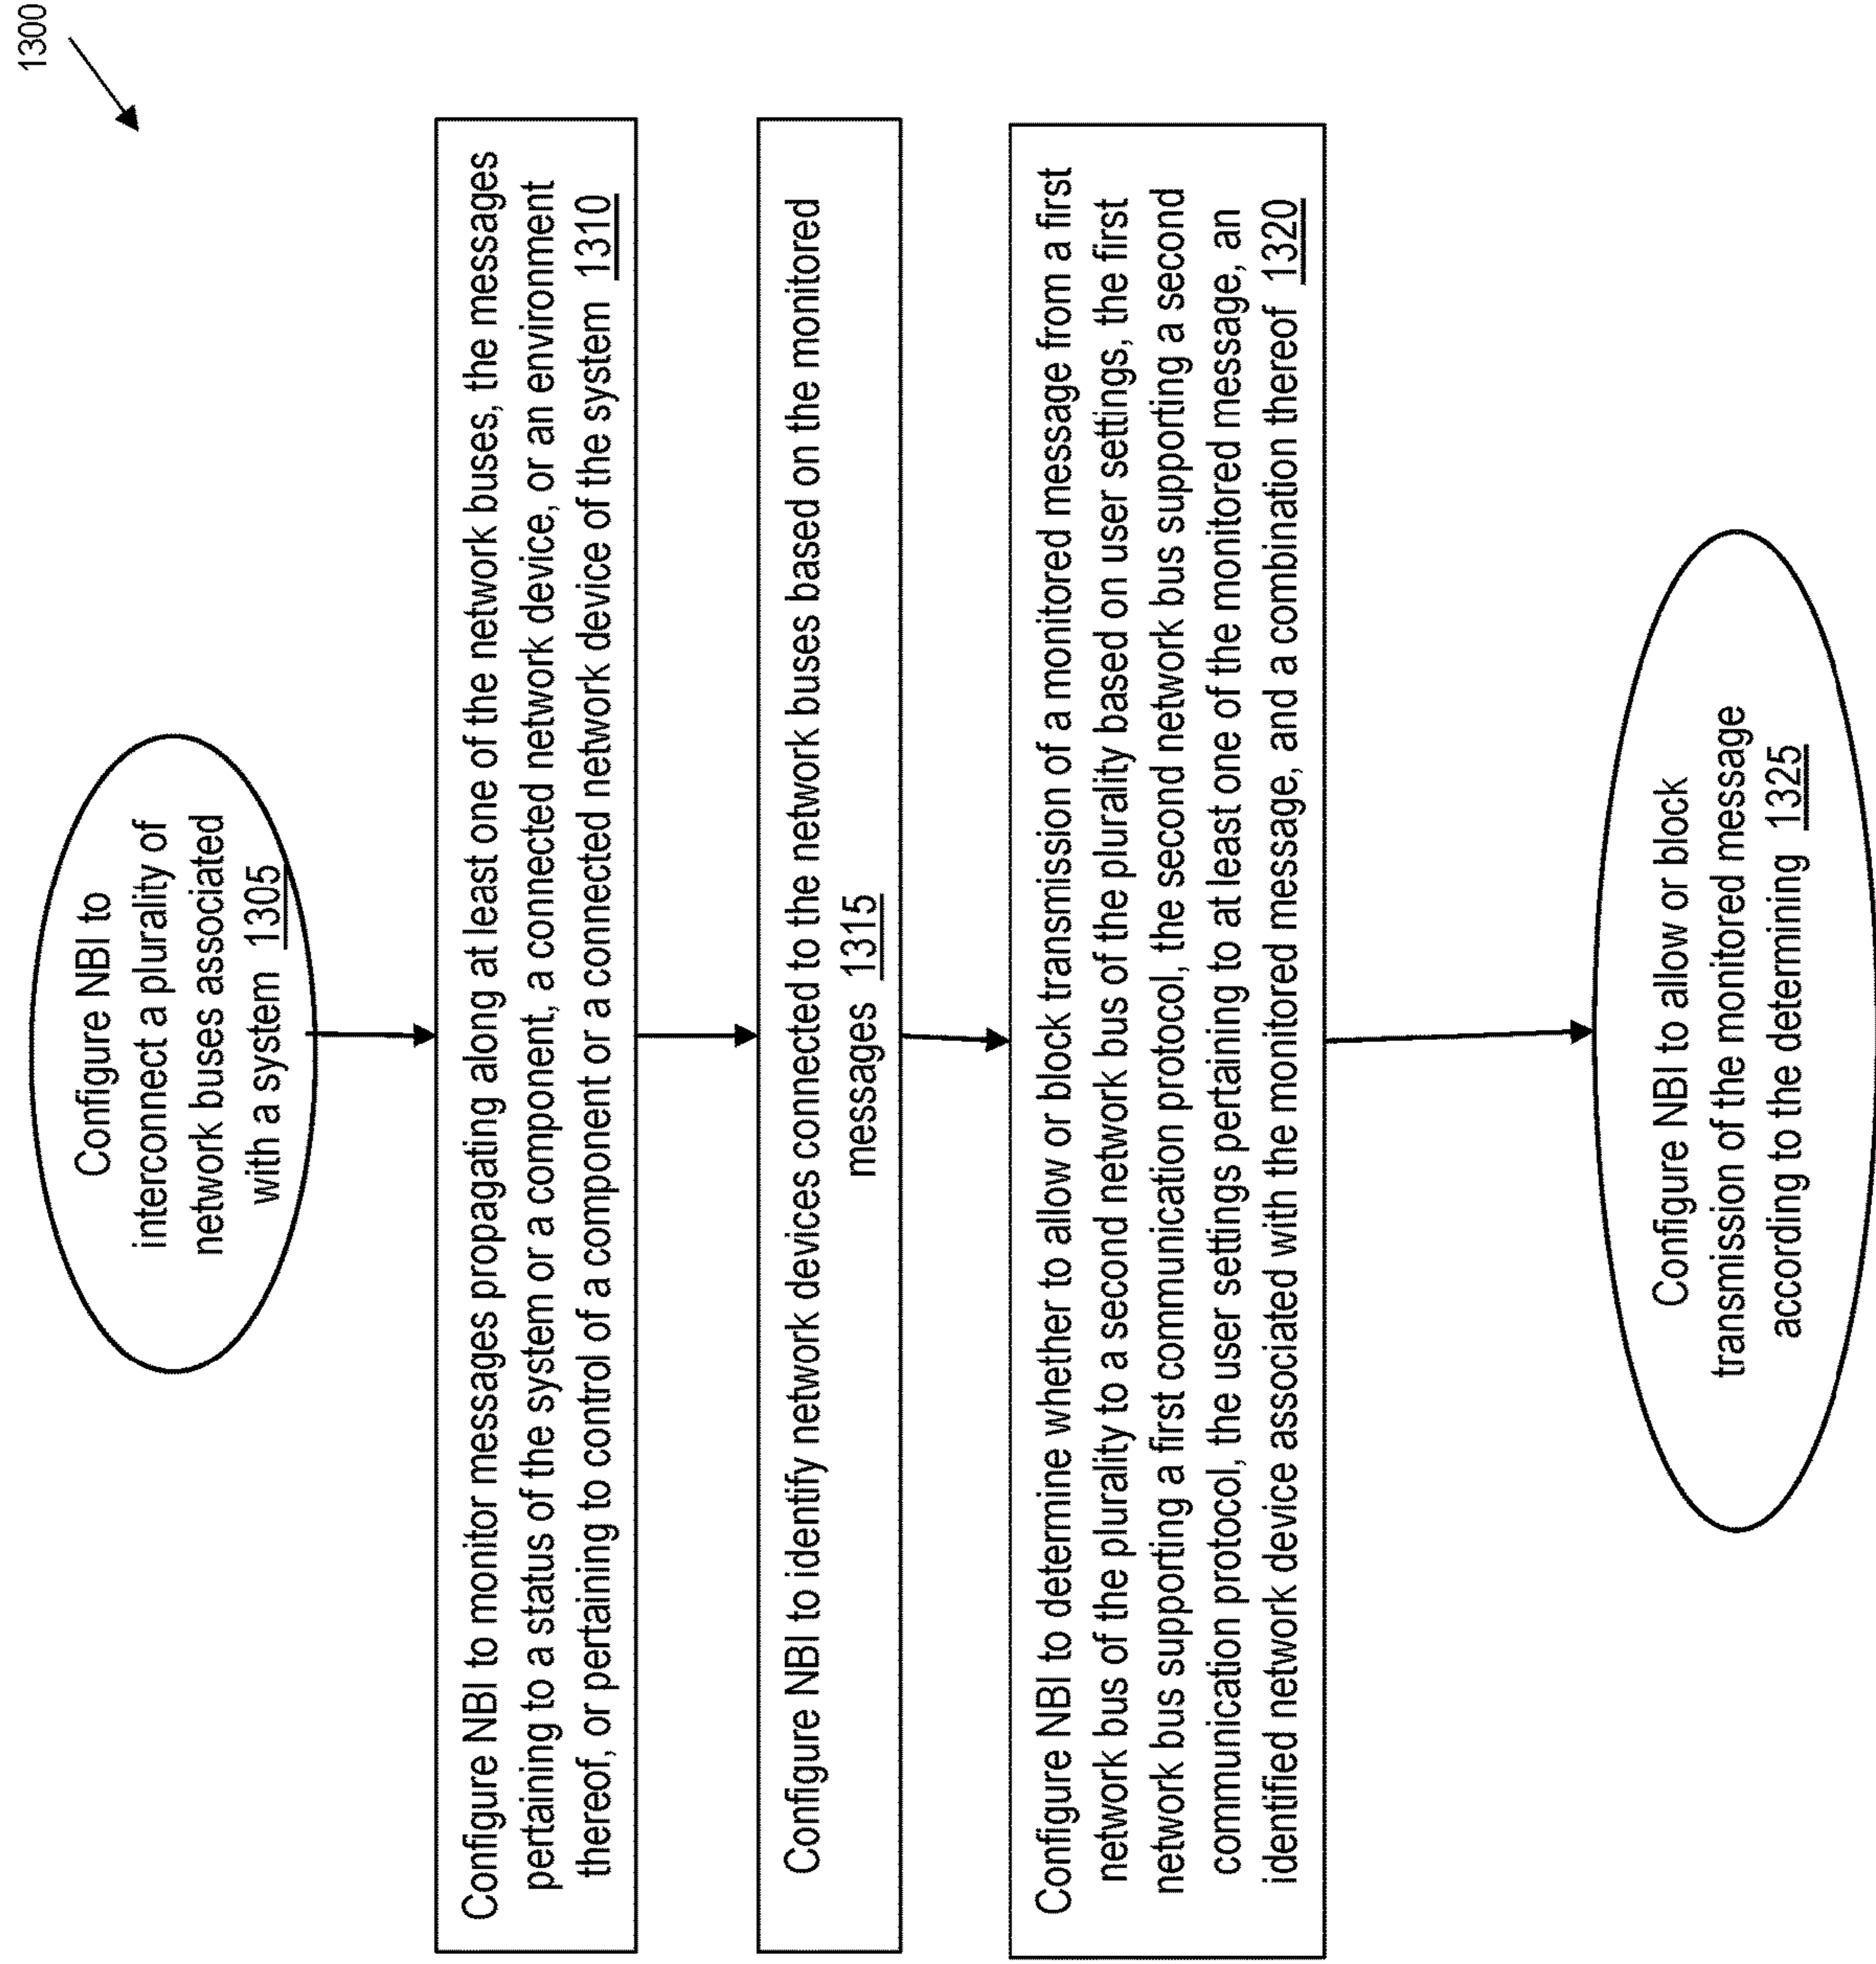 1300
Configure NBI to
interconnect a plurality of
network buses associated
with a system 1305
Configure NBI to monitor messages propagating along at least one of the network buses, the messages
pertaining to a status of the system or a component, a connected network device, or an environment
thereof, or pertaining to control of a component or a connected network device of the system 1310
Configure NBI to identify network devices connected to the network buses based on the monitored
messages 1315
Configure NBI to determine whether to allow or block transmission of a monitored message from a first
network bus of the plurality to a second network bus of the plurality based on user settings, the first
network bus supporting a first communication protocol, the second network bus supporting a second
communication protocol, the user settings pertaining to at least one of the monitored message, an
identified network device associated with the monitored message, and a combination thereof 1320
Configure NBI to allow or block
transmission of the monitored message
according to the determining 1325